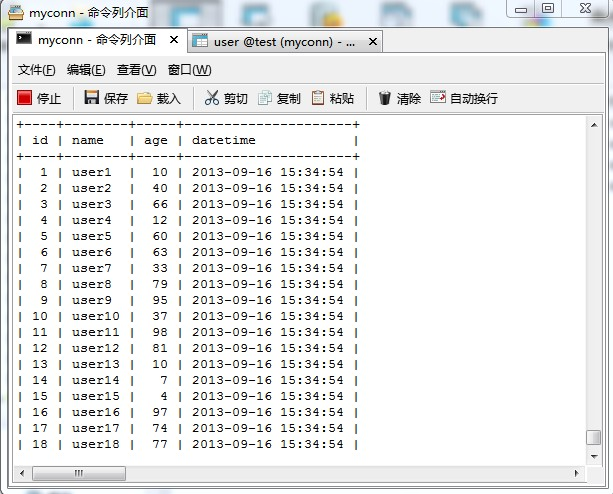 myconn - 命令列介面
myconn - 命令列介面 user @test (myconn) - ...
文件(F) 编辑(E) 查看(V) 窗口(W)
停止 保存 载入 剪切 复制 粘贴 清除 自动换行
+----+--------+-----+---------------------+
| id | name | age | datetime |
+----+--------+-----+---------------------+
| 1 | user1 | 10 | 2013-09-16 15:34:54 |
| 2 | user2 | 40 | 2013-09-16 15:34:54 |
| 3 | user3 | 66 | 2013-09-16 15:34:54 |
| 4 | user4 | 12 | 2013-09-16 15:34:54 |
| 5 | user5 | 60 | 2013-09-16 15:34:54 |
| 6 | user6 | 63 | 2013-09-16 15:34:54 |
| 7 | user7 | 33 | 2013-09-16 15:34:54 |
| 8 | user8 | 79 | 2013-09-16 15:34:54 |
| 9 | user9 | 95 | 2013-09-16 15:34:54 |
| 10 | user10 | 37 | 2013-09-16 15:34:54 |
| 11 | user11 | 98 | 2013-09-16 15:34:54 |
| 12 | user12 | 81 | 2013-09-16 15:34:54 |
| 13 | user13 | 10 | 2013-09-16 15:34:54 |
| 14 | user14 | 7 | 2013-09-16 15:34:54 |
| 15 | user15 | 4 | 2013-09-16 15:34:54 |
| 16 | user16 | 97 | 2013-09-16 15:34:54 |
| 17 | user17 | 74 | 2013-09-16 15:34:54 |
| 18 | user18 | 77 | 2013-09-16 15:34:54 |